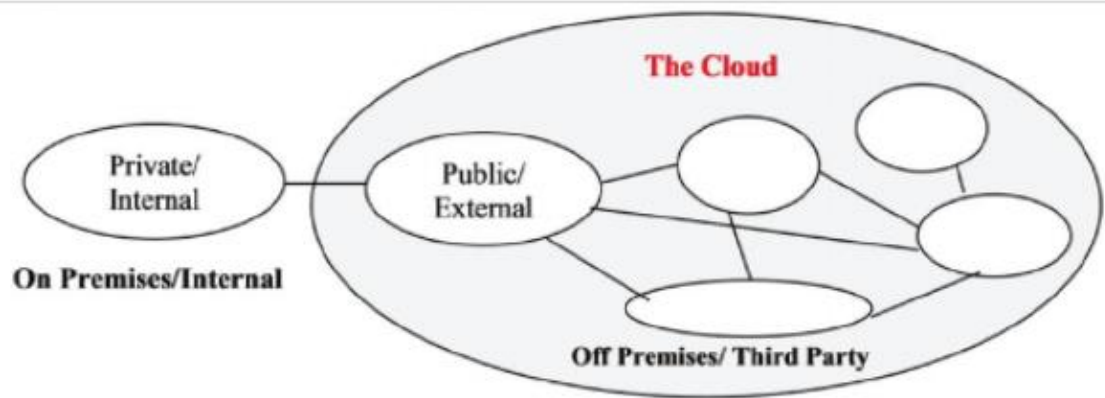 The Cloud
Private/
Internal
Public/
External
On Premises/Internal
Off Premises/ Third Party